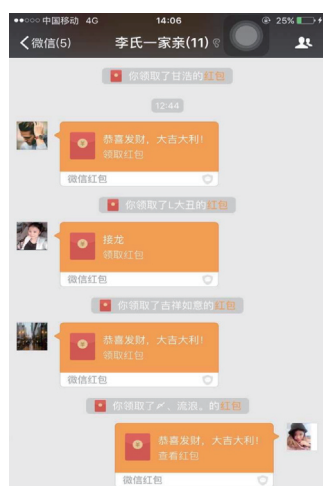 中国移动 4G 14:06 25%
微信(5) 李氏一家亲(11)
你领取了甘浩的红包
12:44
恭喜发财，大吉大利!
领取红包
微信红包
你领取了L大丑的红包
接龙
领取红包
微信红包
你领取了吉祥如意的红包
恭喜发财，大吉大利!
领取红包
微信红包
你领取了〆、流浪。的红包
恭喜发财，大吉大利!
查看红包
微信红包